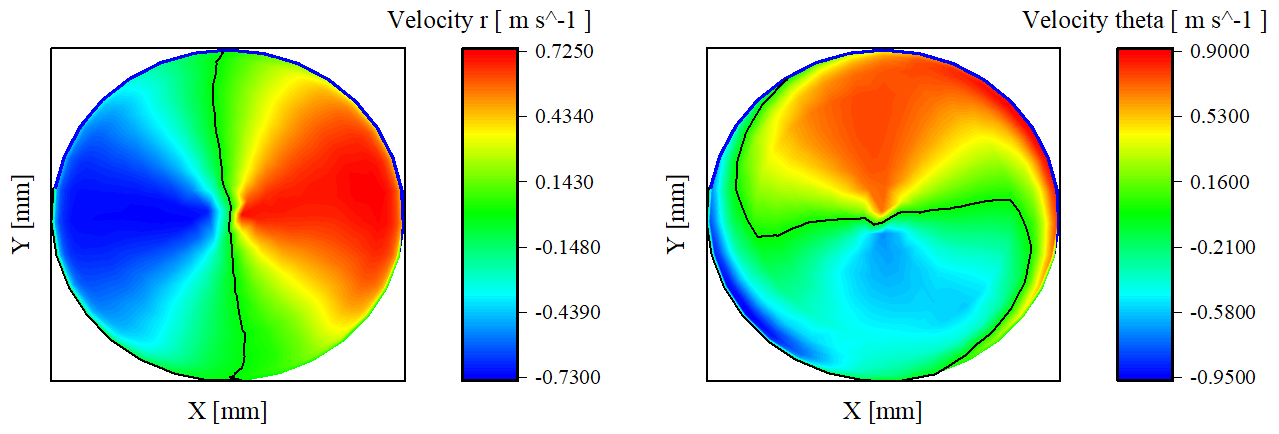 Velocity r [ m s^-1 ]
0.7250
0.4340
0.1430
-0.1480
-0.4390
-0.7300
Y [mm]
X [mm]
Velocity theta [ m s^-1 ]
0.9000
0.5300
0.1600
-0.2100
-0.5800
-0.9500
Y [mm]
X [mm]